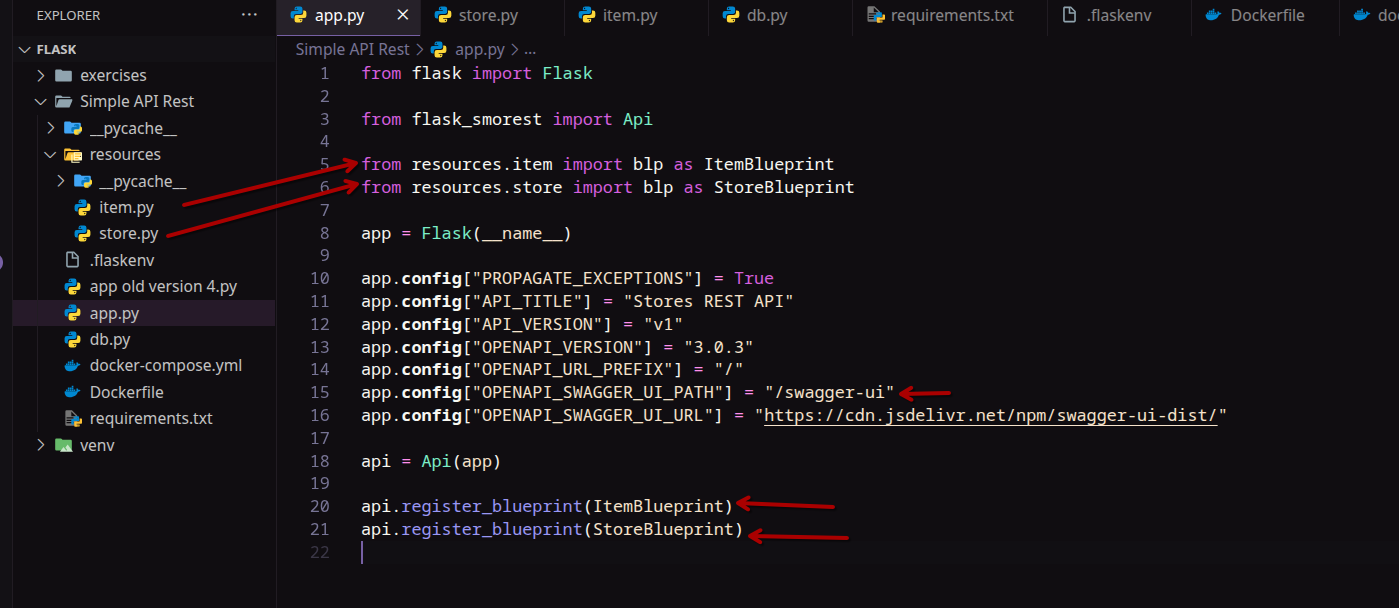 EXPLORER ...
app.py
store.py
item.py
db.py
requirements.txt
.flaskenv
Dockerfile
do
FLASK
exercises
Simple API Rest
__pycache__
resources
__pycache__
item.py
store.py
.flaskenv
app old version 4.py
app.py
db.py
docker-compose.yml
Dockerfile
requirements.txt
venv
Simple API Rest > app.py > ...
1 from flask import Flask
2
3 from flask_smorest import Api
4
5 from resources.item import blp as ItemBlueprint
6 from resources.store import blp as StoreBlueprint
7
8 app = Flask(__name__)
9
10 app.config["PROPAGATE_EXCEPTIONS"] = True
11 app.config["API_TITLE"] = "Stores REST API"
12 app.config["API_VERSION"] = "v1"
13 app.config["OPENAPI_VERSION"] = "3.0.3"
14 app.config["OPENAPI_URL_PREFIX"] = "/"
15 app.config["OPENAPI_SWAGGER_UI_PATH"] = "/swagger-ui"
16 app.config["OPENAPI_SWAGGER_UI_URL"] = "https://cdn.jsdelivr.net/npm/swagger-ui-dist/"
17
18 api = Api(app)
19
20 api.register_blueprint(ItemBlueprint)
21 api.register_blueprint(StoreBlueprint)
22